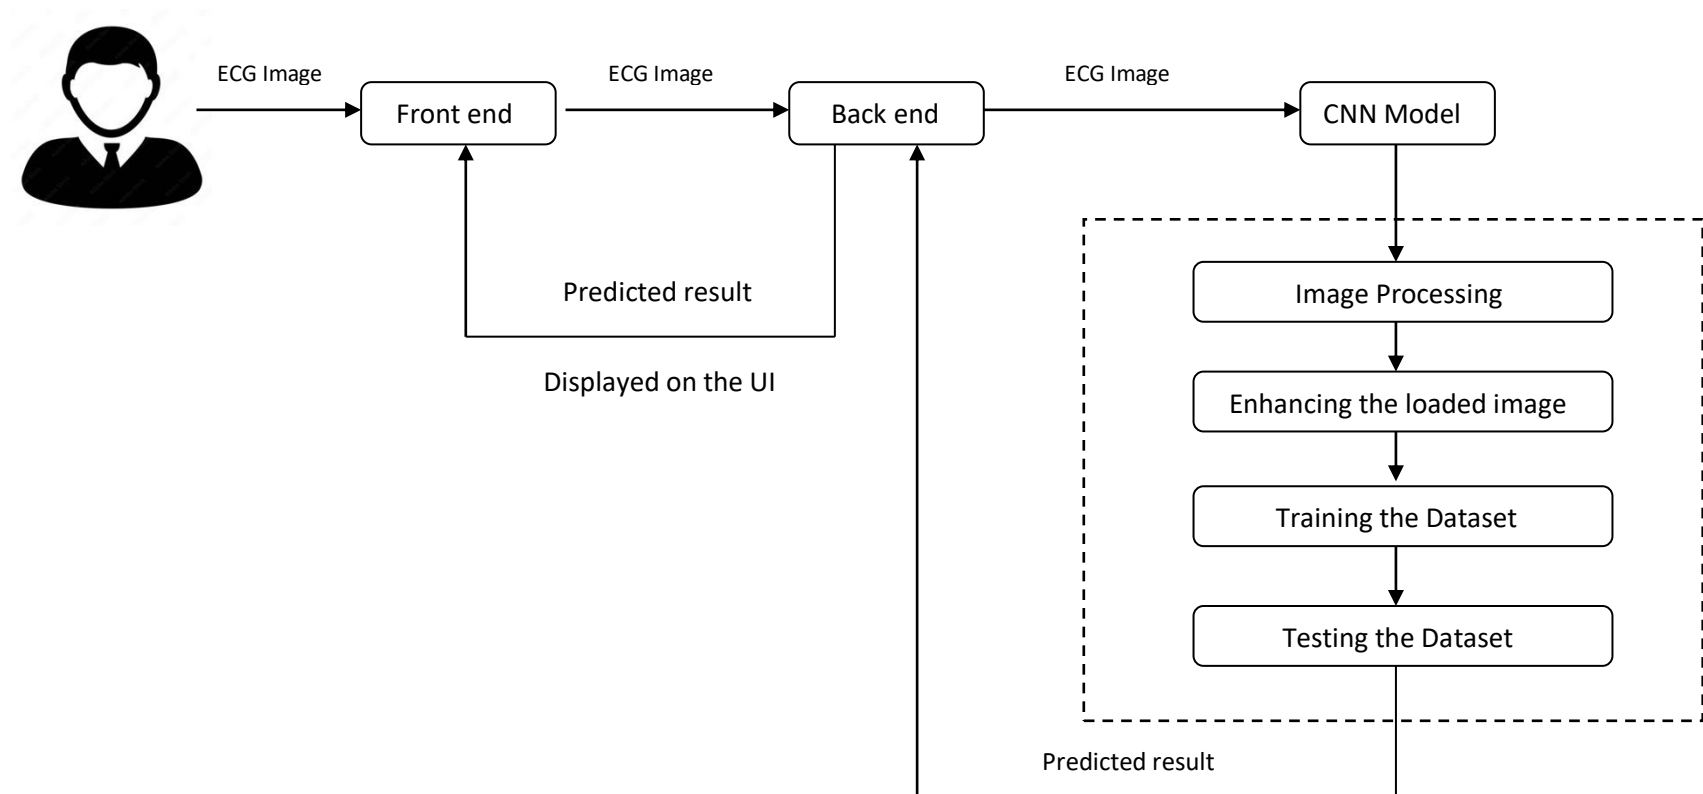 ECG Image
ECG Image
ECG Image
Front end
Back end
CNN Model
Image Processing
Predicted result
Displayed on the UI
Enhancing the loaded image
Training the Dataset
Testing the Dataset
Predicted result